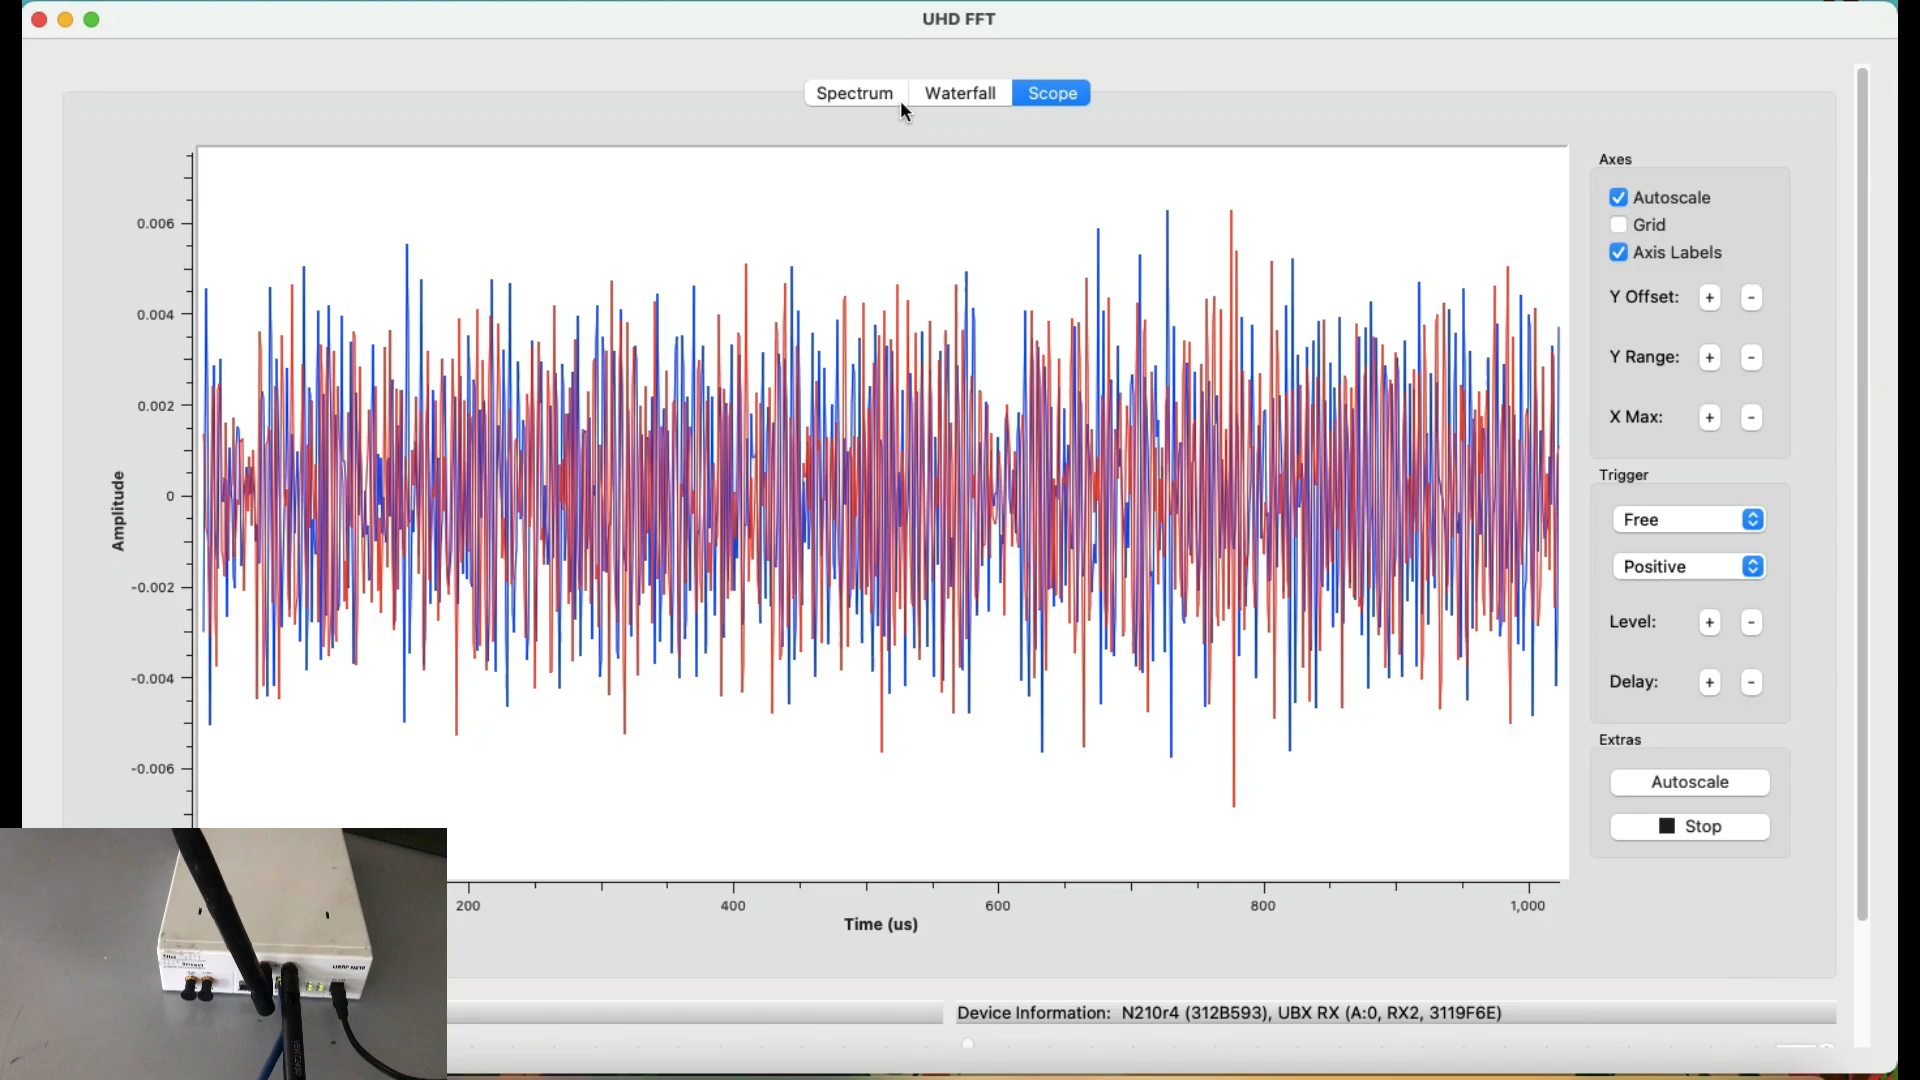 UHD FFT
Spectrum Waterfall Scope
Axes
Autoscale
Grid
Axis Labels
Y Offset: + -
Y Range: + -
X Max: + -
Trigger
Free
Positive
Level: + -
Delay: + -
Extras
Autoscale
Stop
0.006
0.004
0.002
0
-0.002
-0.004
-0.006
Amplitude
200 400 600 800 1,000
Time (us)
Device Information: N210r4 (312B593), UBX RX (A:0, RX2, 3119F6E)
USRP N210